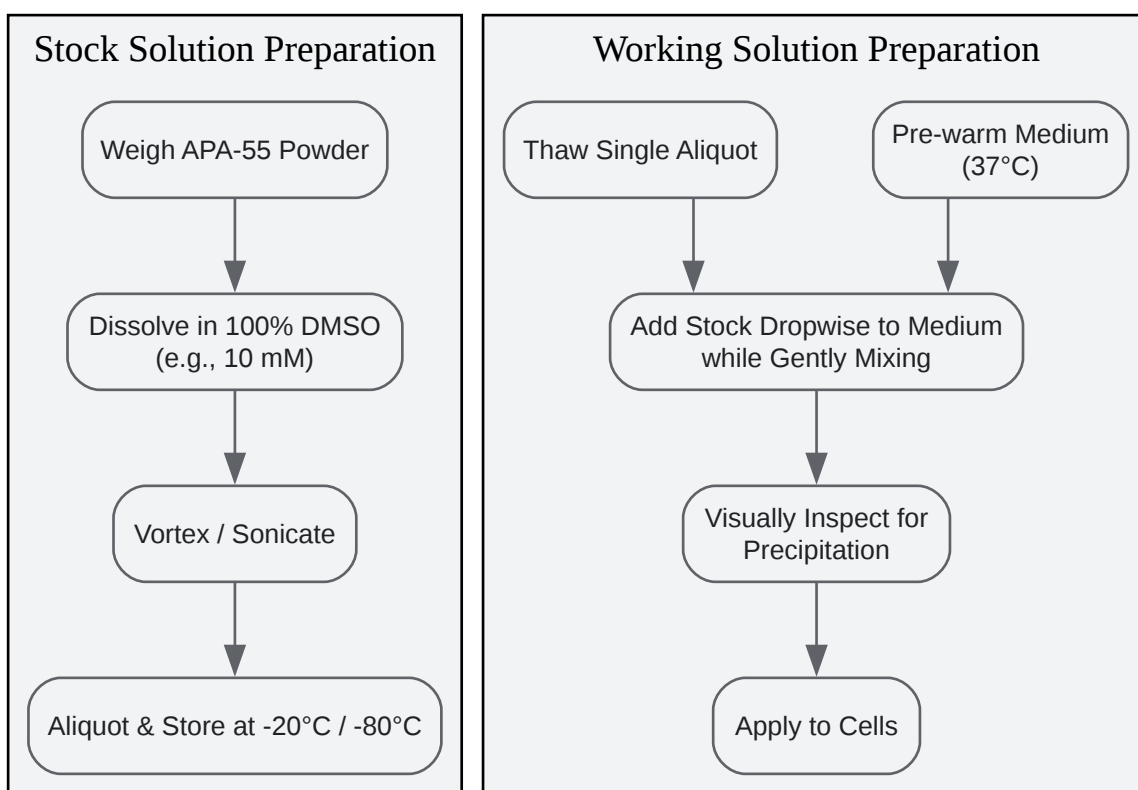 Stock Solution Preparation
Weigh APA-55 Powder
Dissolve in 100% DMSO
(e.g., 10 mM)
Vortex / Sonicate
Aliquot & Store at -20°C / -80°C
Working Solution Preparation
Thaw Single Aliquot
Pre-warm Medium
(37°C)
Add Stock Dropwise to Medium
while Gently Mixing
Visually Inspect for
Precipitation
Apply to Cells